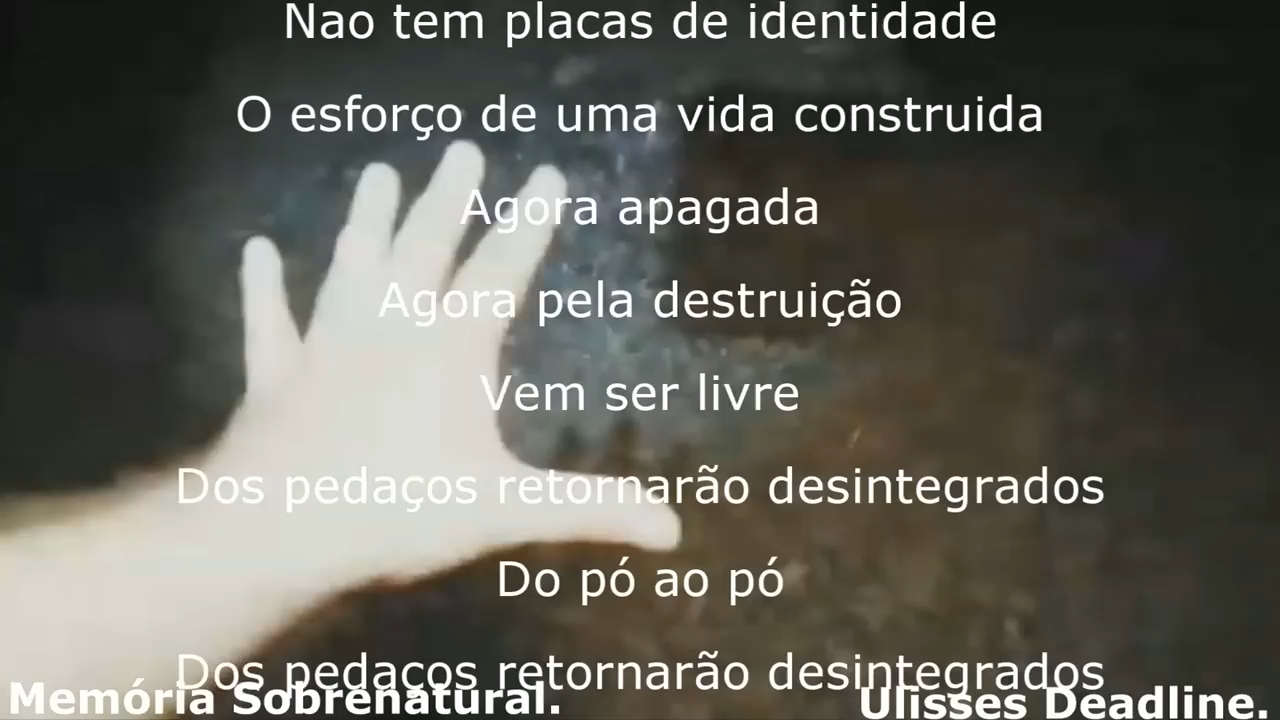 Nao tem placas de identidade
O esforço de uma vida construida
Agora apagada
Agora pela destruição
Vem ser livre
Dos pedaços retornarão desintegrados
Do pó ao pó
Dos pedaços retornarão desintegrados
Memória Sobrenatural.
Ulisses Deadline.